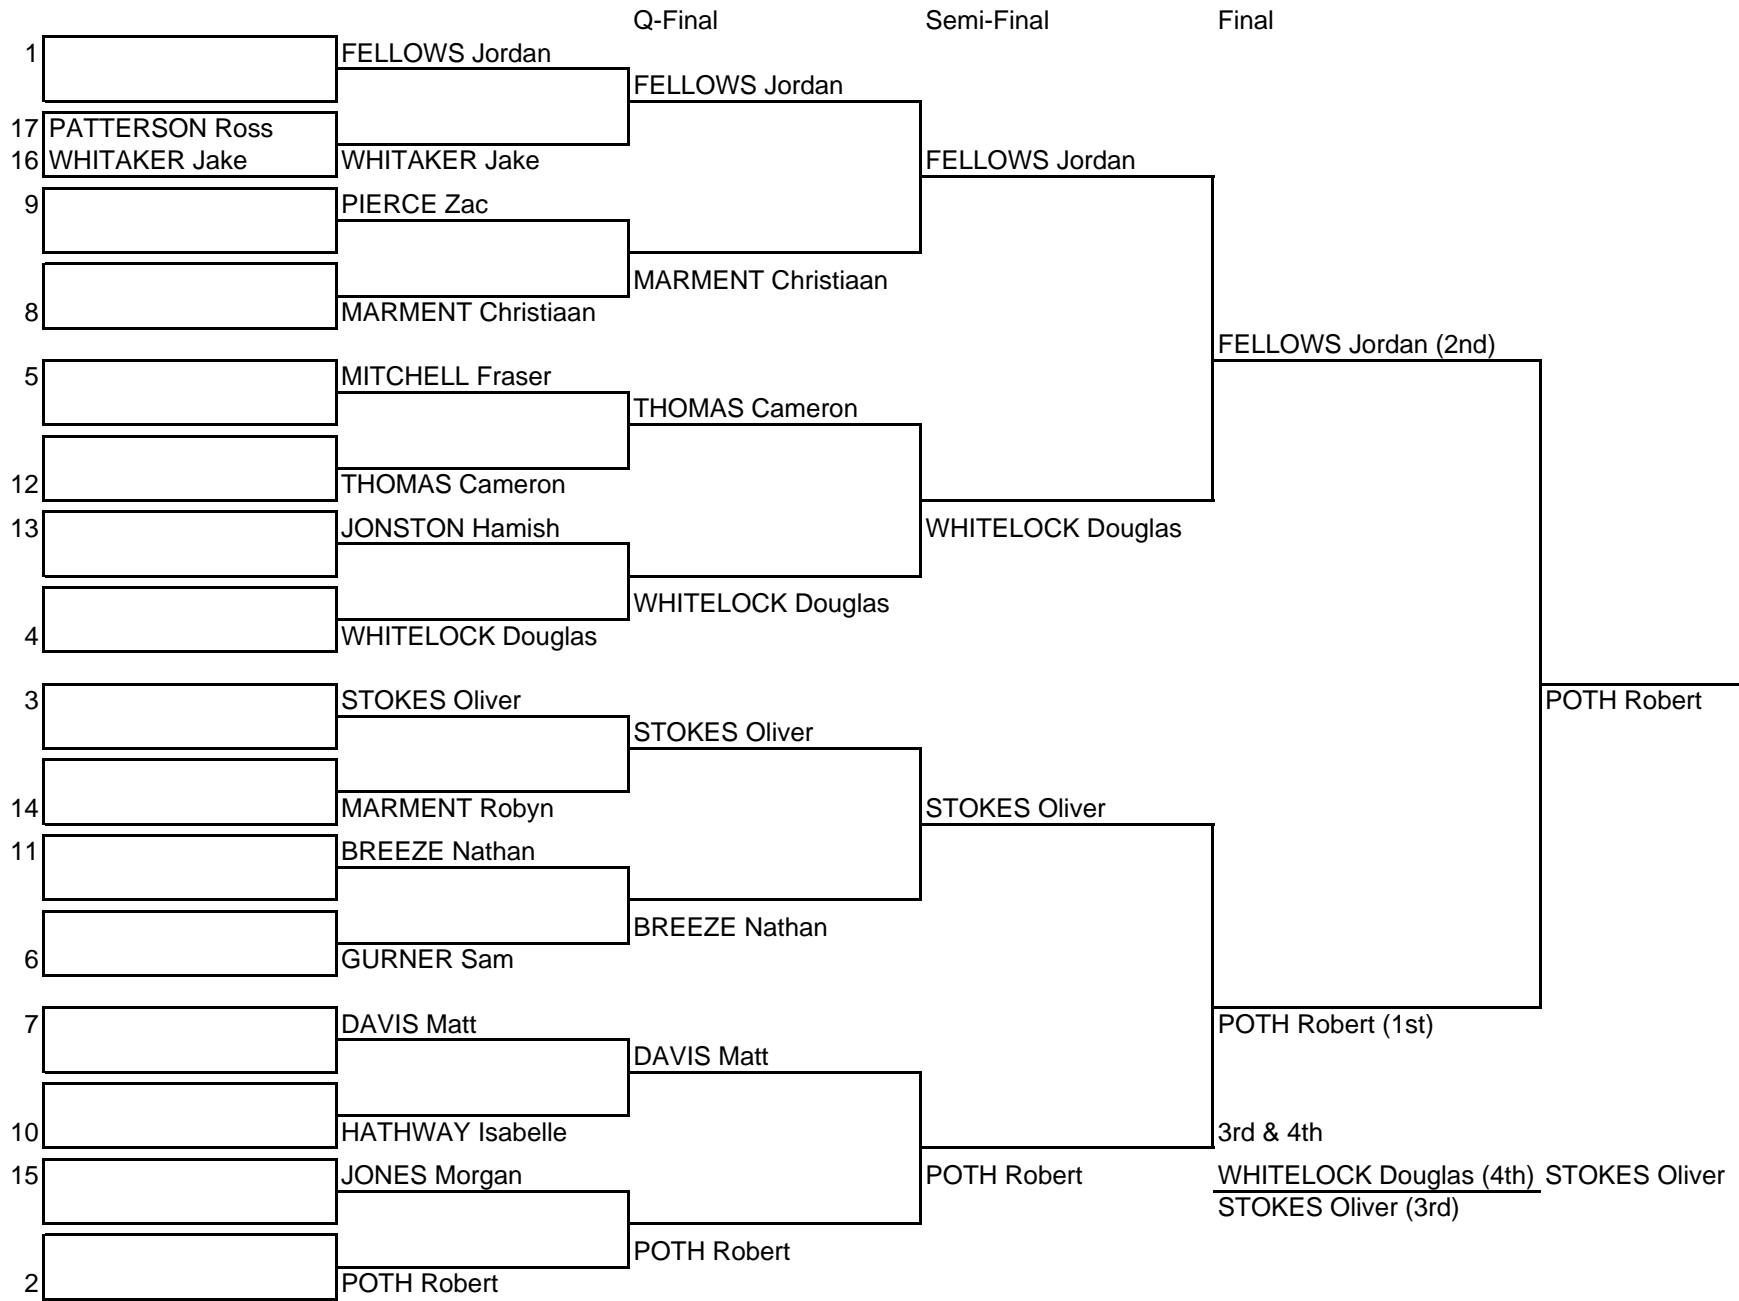 Q-Final Semi-Final Final
1 FELLOWS Jordan
FELLOWS Jordan
17 PATTERSON Ross
16 WHITAKER Jake WHITAKER Jake FELLOWS Jordan
9 PIERCE Zac
MARMENT Christiaan
8 MARMENT Christiaan
FELLOWS Jordan (2nd)
5 MITCHELL Fraser
THOMAS Cameron
12 THOMAS Cameron
13 JONSTON Hamish WHITELOCK Douglas
WHITELOCK Douglas
4 WHITELOCK Douglas
3 STOKES Oliver POTH Robert
STOKES Oliver
14 MARMENT Robyn STOKES Oliver
11 BREEZE Nathan
BREEZE Nathan
6 GURNER Sam
7 DAVIS Matt POTH Robert (1st)
DAVIS Matt
10 HATHWAY Isabelle 3rd & 4th
15 JONES Morgan POTH Robert WHITELOCK Douglas (4th) STOKES Oliver
STOKES Oliver (3rd)
POTH Robert
2 POTH Robert